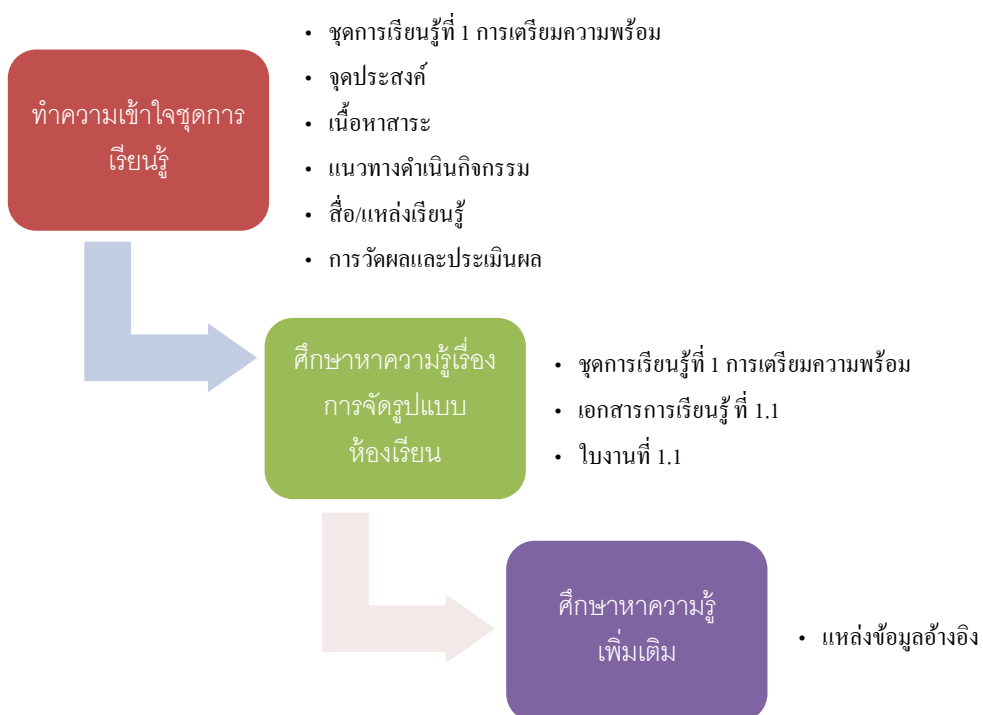 ทำความเข้าใจชุดการ
เรียนรู้
• ชุดการเรียนรู้ที่ 1 การเตรียมความพร้อม
• จุดประสงค์
• เนื้อหาสาระ
• แนวทางดำเนินกิจกรรม
• สื่อ/แหล่งเรียนรู้
• การวัดผลและประเมินผล
ศึกษาหาความรู้เรื่อง
การจัดรูปแบบ
ห้องเรียน
• ชุดการเรียนรู้ที่ 1 การเตรียมความพร้อม
• เอกสารการเรียนรู้ ที่ 1.1
• ใบงานที่ 1.1
ศึกษาหาความรู้
เพิ่มเติม
• แหล่งข้อมูลอ้างอิง